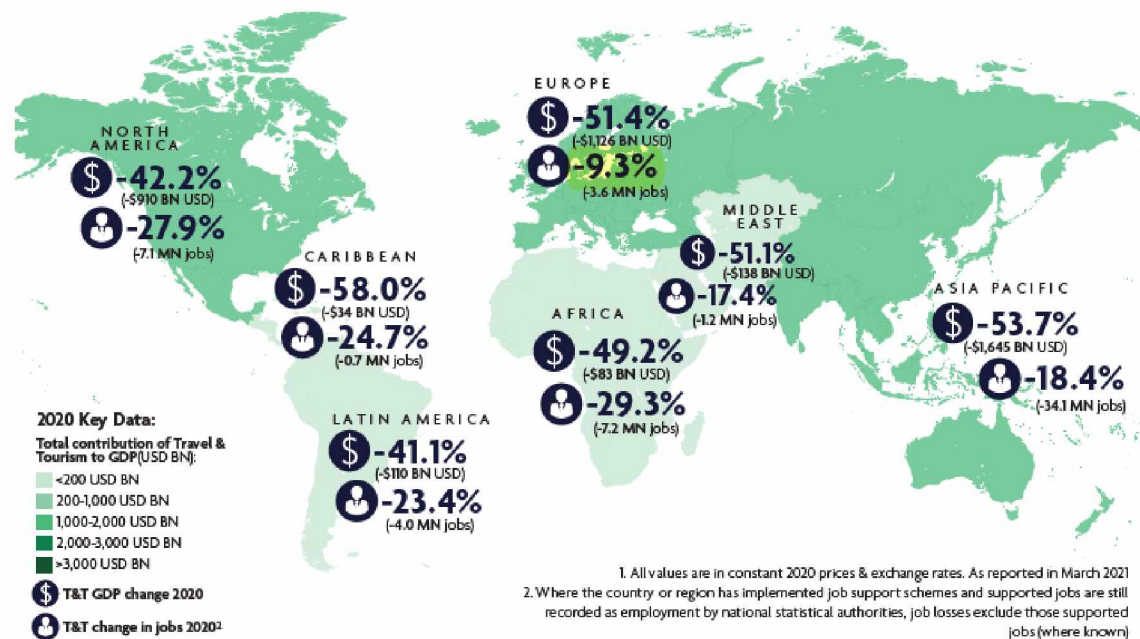 NORTH
AMERICA
-42.2%
(-$910 BN USD)
-27.9%
(-7.1 MN jobs)
EUROPE
-51.4%
(-$1,126 BN USD)
-9.3%
(-3.6 MN jobs)
CARIBBEAN
-58.0%
(-$34 BN USD)
-24.7%
(-0.7 MN jobs)
MIDDLE
EAST
-51.1%
(-$138 BN USD)
-17.4%
(-1.2 MN jobs)
AFRICA
-49.2%
(-$83 BN USD)
-29.3%
(-7.2 MN jobs)
ASIA PACIFIC
-53.7%
(-$1,645 BN USD)
-18.4%
(-34.1 MN jobs)
LATIN AMERICA
-41.1%
(-$110 BN USD)
-23.4%
(-4.0 MN jobs)
2020 Key Data:
Total contribution of Travel &
Tourism to GDP(USD BN):
<200 USD BN
200-1,000 USD BN
1,000-2,000 USD BN
2,000-3,000 USD BN
>3,000 USD BN
$ T&T GDP change 2020
T&T change in jobs 2020²
1. All values are in constant 2020 prices & exchange rates. As reported in March 2021
2. Where the country or region has implemented job support schemes and supported jobs are still
recorded as employment by national statistical authorities, job losses exclude those supported
jobs (where known)